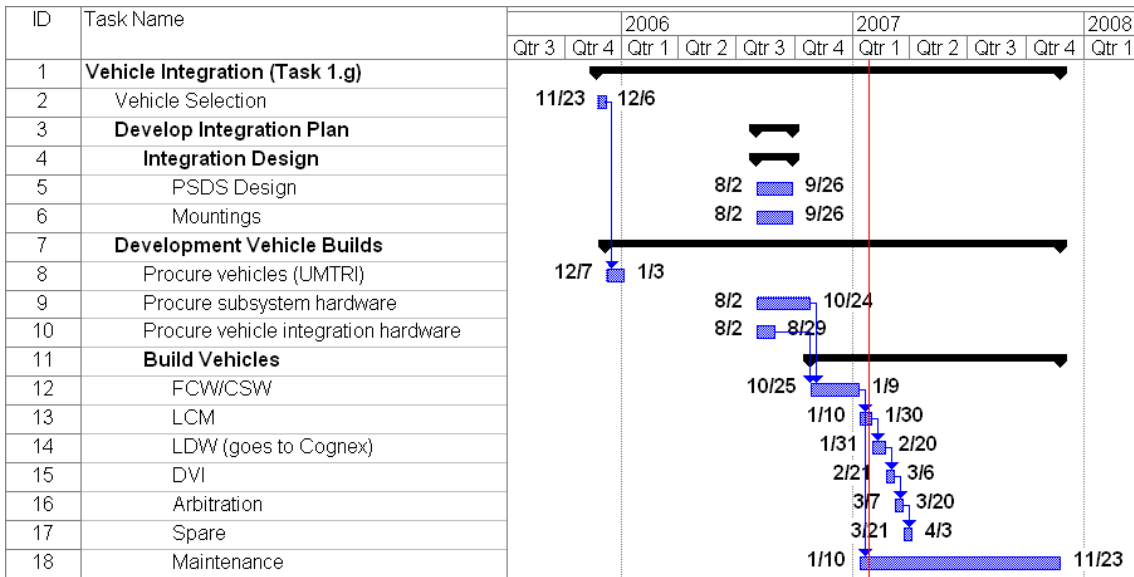 ID Task Name 2006 2007 2008
Qtr 3 Qtr 4 Qtr 1 Qtr 2 Qtr 3 Qtr 4 Qtr 1 Qtr 2 Qtr 3 Qtr 4 Qtr 1
1 Vehicle Integration (Task 1.g)
2 Vehicle Selection 11/23 12/6
3 Develop Integration Plan
4 Integration Design
5 PSDS Design 8/2 9/26
6 Mountings 8/2 9/26
7 Development Vehicle Builds
8 Procure vehicles (UMTRI) 12/7 1/3
9 Procure subsystem hardware 8/2 10/24
10 Procure vehicle integration hardware 8/2 8/29
11 Build Vehicles
12 FCW/CSW 10/25 1/9
13 LCM 1/10 1/30
14 LDW (goes to Cognex) 1/31 2/20
15 DVI 2/21 3/6
16 Arbitration 3/7 3/20
17 Spare 3/21 4/3
18 Maintenance 1/10 11/23